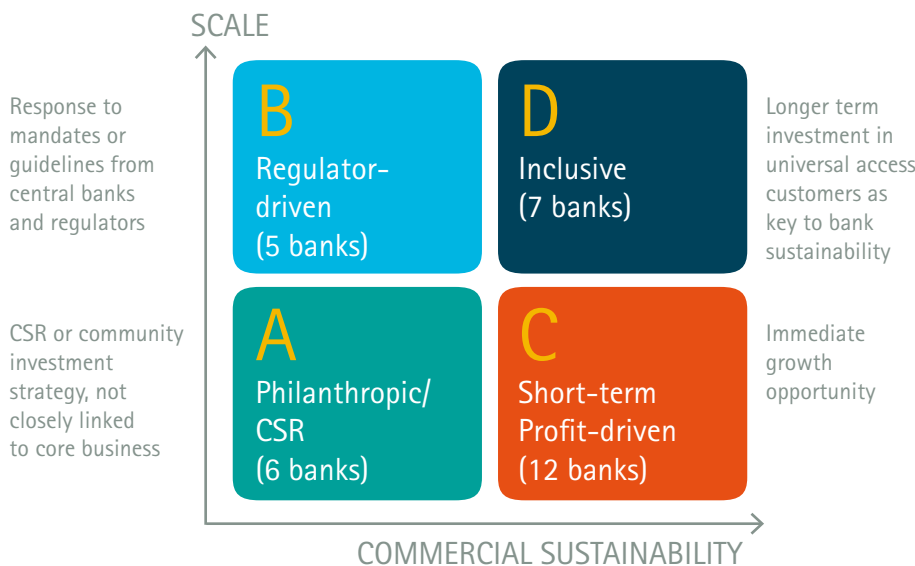 SCALE
Response to
mandates or
guidelines from
central banks
and regulators
B
Regulator-
driven
(5 banks)
D
Inclusive
(7 banks)
Longer term
investment in
universal access
customers as
key to bank
sustainability
CSR or community
investment
strategy, not
closely linked
to core business
A
Philanthropic/
CSR
(6 banks)
C
Short-term
Profit-driven
(12 banks)
Immediate
growth
opportunity
COMMERCIAL SUSTAINABILITY